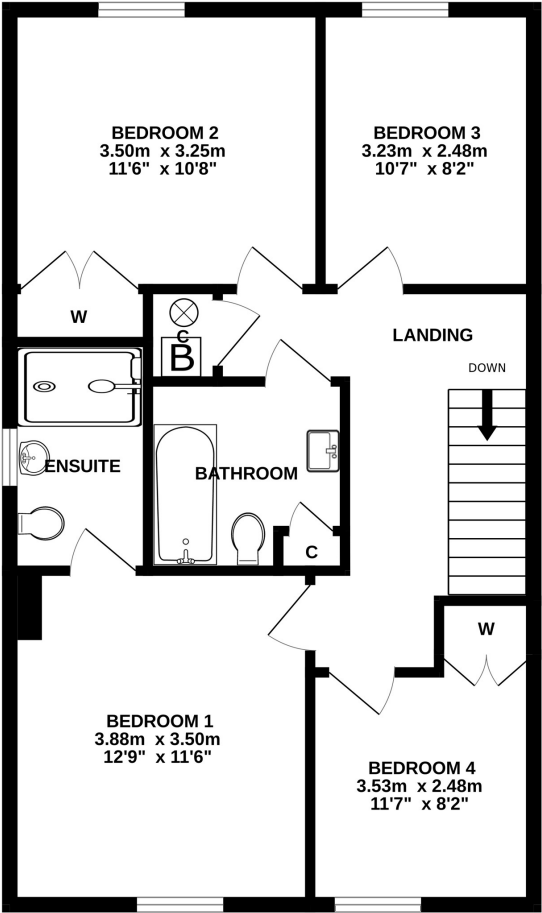 BEDROOM 2
3.50m x 3.25m
11'6" x 10'8"
BEDROOM 3
3.23m x 2.48m
10'7" x 8'2"
W
C
B
LANDING
DOWN
ENSUITE
BATHROOM
C
W
BEDROOM 1
3.88m x 3.50m
12'9" x 11'6"
BEDROOM 4
3.53m x 2.48m
11'7" x 8'2"